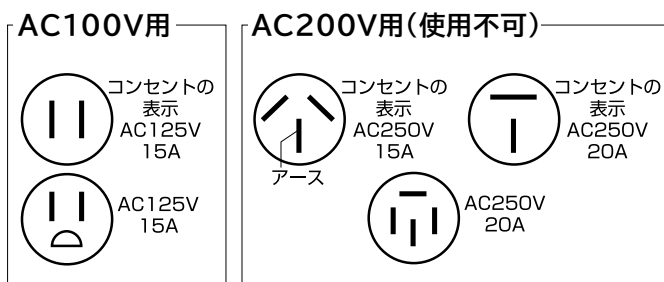 AC100V用
コンセントの
表示
AC125V
15A
AC125V
15A
AC200V用(使用不可)
コンセントの
表示
AC250V
15A
アース
コンセントの
表示
AC250V
20A
AC250V
20A